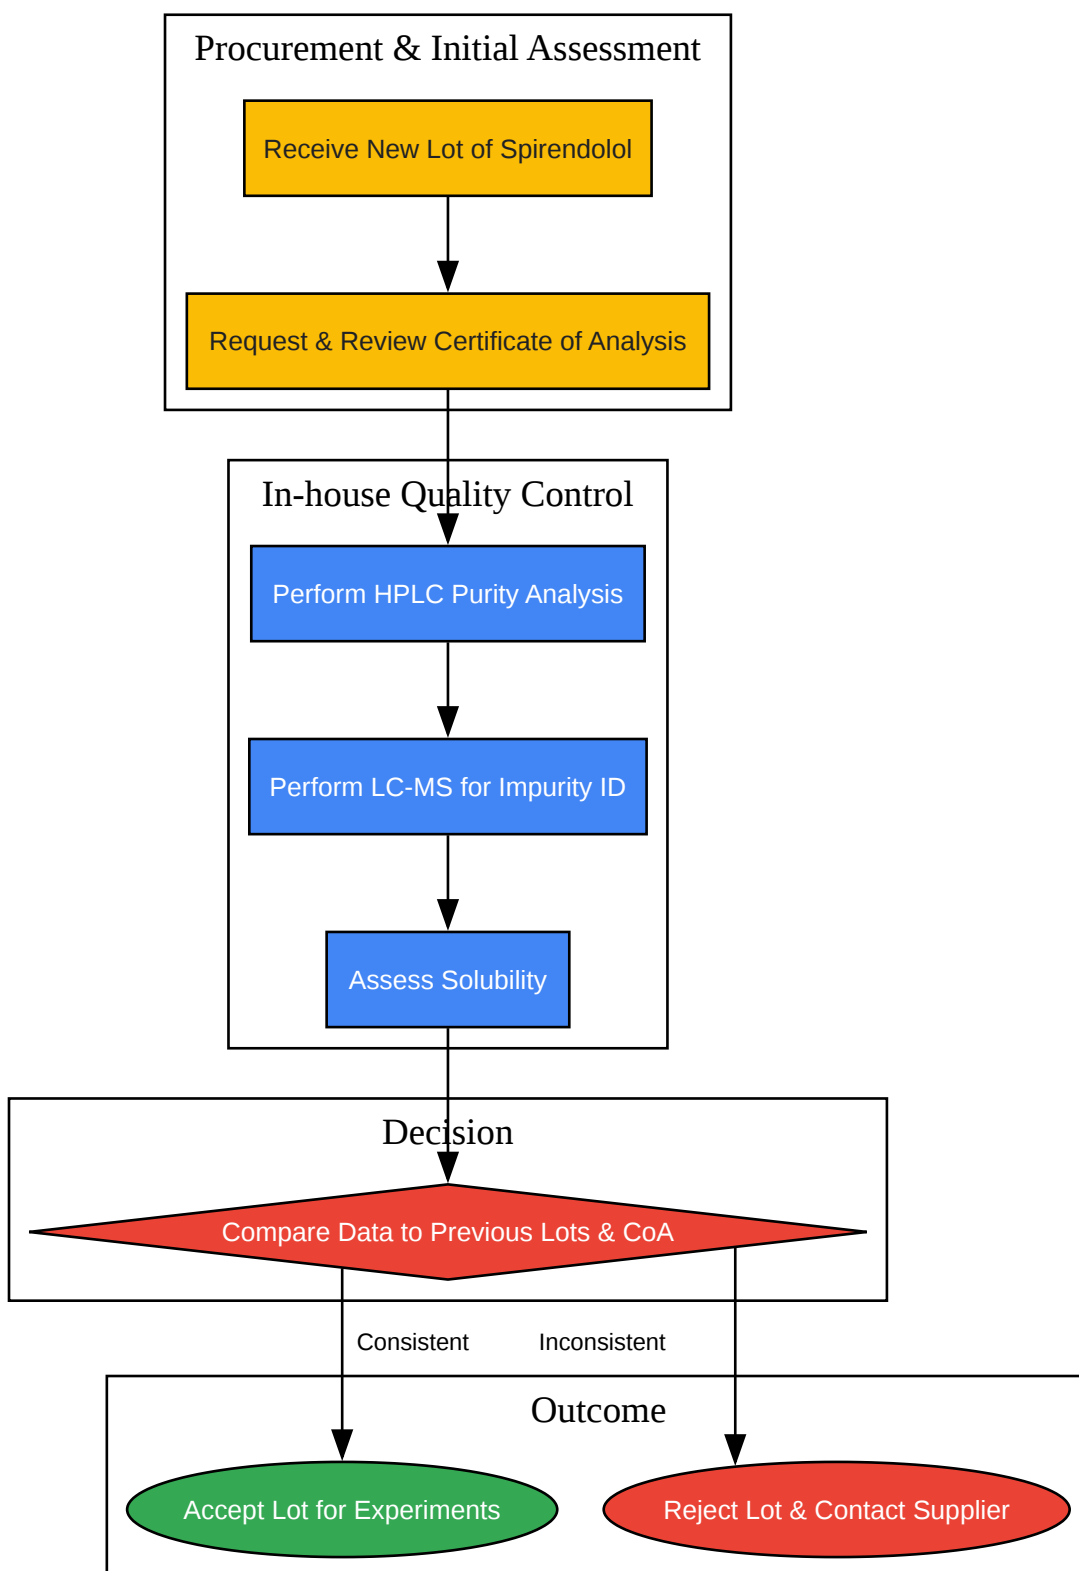 Procurement & Initial Assessment
Receive New Lot of Spirendolol
Request & Review Certificate of Analysis
In-house Quality Control
Perform HPLC Purity Analysis
Perform LC-MS for Impurity ID
Assess Solubility
Decision
Compare Data to Previous Lots & CoA
Consistent
Inconsistent
Outcome
Accept Lot for Experiments
Reject Lot & Contact Supplier